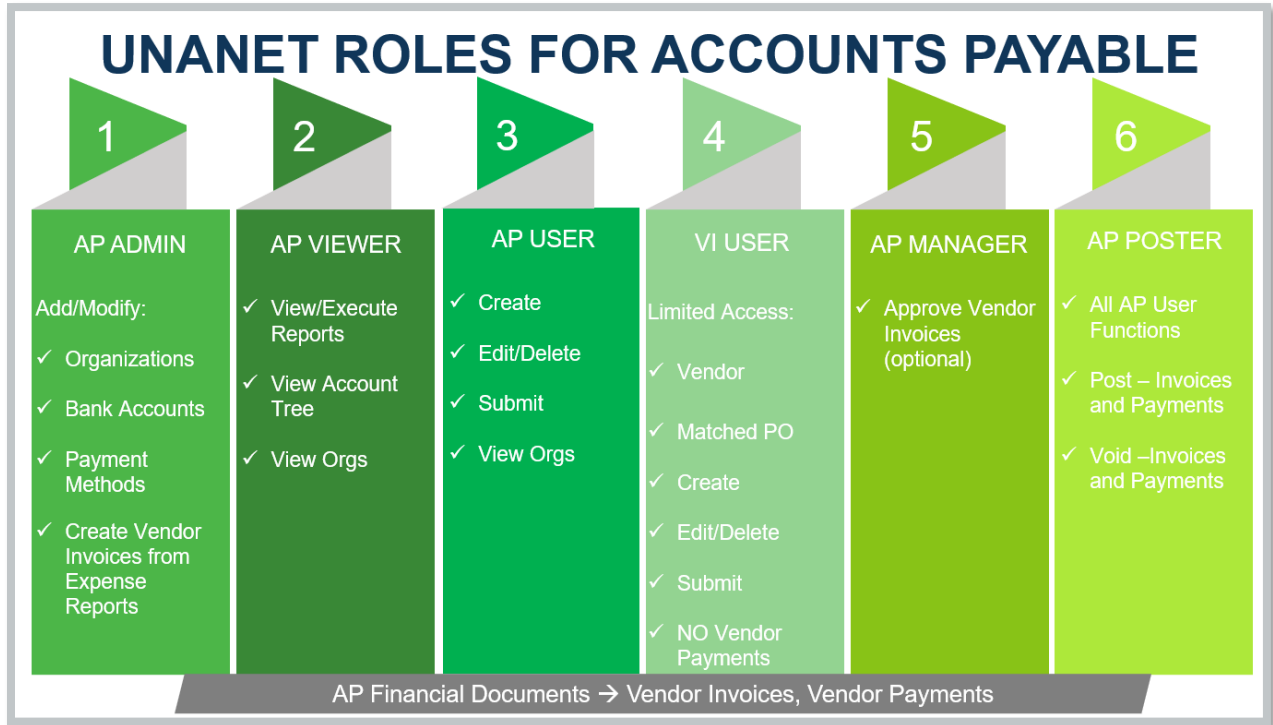 UNANET ROLES FOR ACCOUNTS PAYABLE
1
2
3
4
5
6
AP ADMIN
Add/Modify:
✓ Organizations
✓ Bank Accounts
✓ Payment
Methods
✓ Create Vendor
Invoices from
Expense
Reports
AP VIEWER
✓ View/Execute
Reports
✓ View Account
Tree
✓ View Orgs
AP USER
✓ Create
✓ Edit/Delete
✓ Submit
✓ View Orgs
VI USER
Limited Access:
✓ Vendor
✓ Matched PO
✓ Create
✓ Edit/Delete
✓ Submit
✓ NO Vendor
Payments
AP MANAGER
✓ Approve Vendor
Invoices
(optional)
AP POSTER
✓ All AP User
Functions
✓ Post – Invoices
and Payments
✓ Void –Invoices
and Payments
AP Financial Documents → Vendor Invoices, Vendor Payments